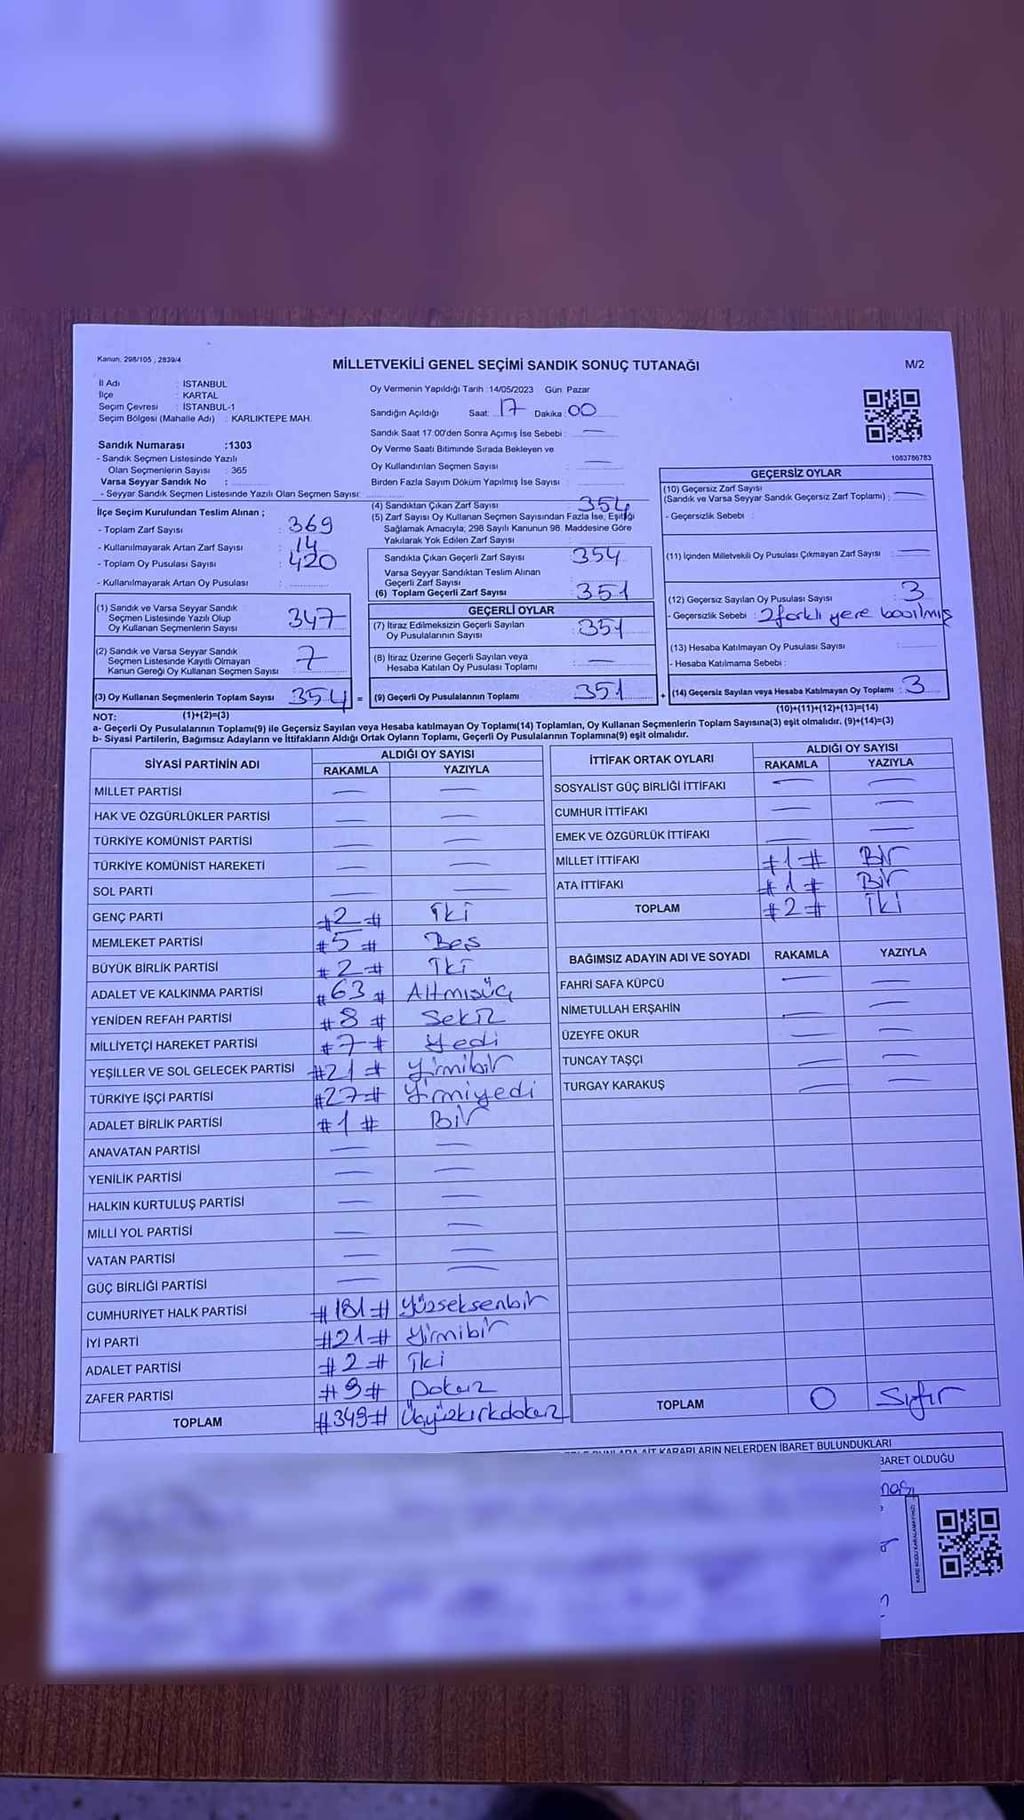 Kanun: 298/105 ; 2839/4
MİLLETVEKİLİ GENEL SEÇİMİ SANDIK SONUÇ TUTANAĞI
M/2
İl Adı : İSTANBUL
İlçe : KARTAL
Seçim Çevresi : İSTANBUL-1
Seçim Bölgesi (Mahalle Adı) : KARLIKTEPE MAH.
Sandık Numarası :1303
- Sandık Seçmen Listesinde Yazılı
Olan Seçmenlerin Sayısı : 365
Varsa Seyyar Sandık No :
- Seyyar Sandık Seçmen Listesinde Yazılı Olan Seçmen Sayısı:
Oy Vermenin Yapıldığı Tarih :14/05/2023 Gün Pazar
Sandığın Açıldığı Saat: 17 Dakika: 00
Sandık Saat 17.00'den Sonra Açımış İse Sebebi : —
Oy Verme Saati Bitiminde Sırada Bekleyen ve
Oy Kullandırılan Seçmen Sayısı —
Birden Fazla Sayım Döküm Yapılmış İse Sayısı :
1083786783
İlçe Seçim Kurulundan Teslim Alınan ;
- Toplam Zarf Sayısı : 369
- Kullanılmayarak Artan Zarf Sayısı : 14
- Toplam Oy Pusulası Sayısı : 420
- Kullanılmayarak Artan Oy Pusulası :
(1) Sandık ve Varsa Seyyar Sandık
Seçmen Listesinde Yazılı Olup
Oy Kullanan Seçmenlerin Sayısı : 347
(2) Sandık ve Varsa Seyyar Sandık
Seçmen Listesinde Kayıtlı Olmayan
Kanun Gereği Oy Kullanan Seçmen Sayısı : 7
(3) Oy Kullanan Seçmenlerin Toplam Sayısı : 354 =
(1)+(2)=(3)
(4) Sandıktan Çıkan Zarf Sayısı : 354
(5) Zarf Sayısı Oy Kullanan Seçmen Sayısından Fazla İse, Eşitliği
Sağlamak Amacıyla; 298 Sayılı Kanunun 98. Maddesine Göre
Yakılarak Yok Edilen Zarf Sayısı :
Sandıkta Çıkan Geçerli Zarf Sayısı : 354
Varsa Seyyar Sandıktan Teslim Alınan
Geçerli Zarf Sayısı :
(6) Toplam Geçerli Zarf Sayısı : 351
GEÇERLİ OYLAR
(7) İtiraz Edilmeksizin Geçerli Sayılan
Oy Pusulalarının Sayısı : 351
(8) İtiraz Üzerine Geçerli Sayılan veya
Hesaba Katılan Oy Pusulası Toplamı : —
(9) Geçerli Oy Pusulalarının Toplamı : 351 +
GEÇERSİZ OYLAR
(10) Geçersiz Zarf Sayısı
(Sandık ve Varsa Seyyar Sandık Geçersiz Zarf Toplamı) : —
- Geçersizlik Sebebi :
(11) İçinden Milletvekili Oy Pusulası Çıkmayan Zarf Sayısı : —
(12) Geçersiz Sayılan Oy Pusulası Sayısı : 3
- Geçersizlik Sebebi : 2 farklı yere basılmış
(13) Hesaba Katılmayan Oy Pusulası Sayısı :
- Hesaba Katılmama Sebebi :
(14) Geçersiz Sayılan veya Hesaba Katılmayan Oy Toplamı : 3
(10)+(11)+(12)+(13)=(14)
NOT:
a- Geçerli Oy Pusulalarının Toplamı(9) ile Geçersiz Sayılan veya Hesaba katılmayan Oy Toplamı(14) Toplamları, Oy Kullanan Seçmenlerin Toplam Sayısına(3) eşit olmalıdır. (9)+(14)=(3)
b- Siyasi Partilerin, Bağımsız Adayların ve İttifakların Aldığı Ortak Oyların Toplamı, Geçerli Oy Pusulalarının Toplamına(9) eşit olmalıdır.
SİYASİ PARTİNİN ADI ALDIĞI OY SAYISI
RAKAMLA YAZIYLA
MİLLET PARTİSİ — —
HAK VE ÖZGÜRLÜKLER PARTİSİ — —
TÜRKİYE KOMÜNİST PARTİSİ — —
TÜRKİYE KOMÜNİST HAREKETİ — —
SOL PARTİ — —
GENÇ PARTİ #2# İki
MEMLEKET PARTİSİ #5# Beş
BÜYÜK BİRLİK PARTİSİ #2# İki
ADALET VE KALKINMA PARTİSİ #63# Altmışüç
YENİDEN REFAH PARTİSİ #8# Sekiz
MİLLİYETÇİ HAREKET PARTİSİ #7# Yedi
YEŞİLLER VE SOL GELECEK PARTİSİ #21# Yirmibir
TÜRKİYE İŞÇİ PARTİSİ #27# Yirmiyedi
ADALET BİRLİK PARTİSİ #1# Bir
ANAVATAN PARTİSİ — —
YENİLİK PARTİSİ — —
HALKIN KURTULUŞ PARTİSİ — —
MİLLİ YOL PARTİSİ — —
VATAN PARTİSİ — —
GÜÇ BİRLİĞİ PARTİSİ — —
CUMHURİYET HALK PARTİSİ #181# Yüzseksenbir
İYİ PARTİ #21# Yirmibir
ADALET PARTİSİ #2# İki
ZAFER PARTİSİ #9# Dokuz
TOPLAM #349# Üçyüzkırkdokuz
İTTİFAK ORTAK OYLARI ALDIĞI OY SAYISI
RAKAMLA YAZIYLA
SOSYALİST GÜÇ BİRLİĞİ İTTİFAKI — —
CUMHUR İTTİFAKI — —
EMEK VE ÖZGÜRLÜK İTTİFAKI — —
MİLLET İTTİFAKI #1# Bir
ATA İTTİFAKI #1# Bir
TOPLAM #2# İki
BAĞIMSIZ ADAYIN ADI VE SOYADI RAKAMLA YAZIYLA
FAHRİ SAFA KÜPCÜ — —
NİMETULLAH ERŞAHİN — —
ÜZEYFE OKUR — —
TUNCAY TAŞÇI — —
TURGAY KARAKUŞ — —
TOPLAM 0 Sıfır
AİT KARARLARIN NELERDEN İBARET BULUNDUKLARI
BARET OLDUĞU